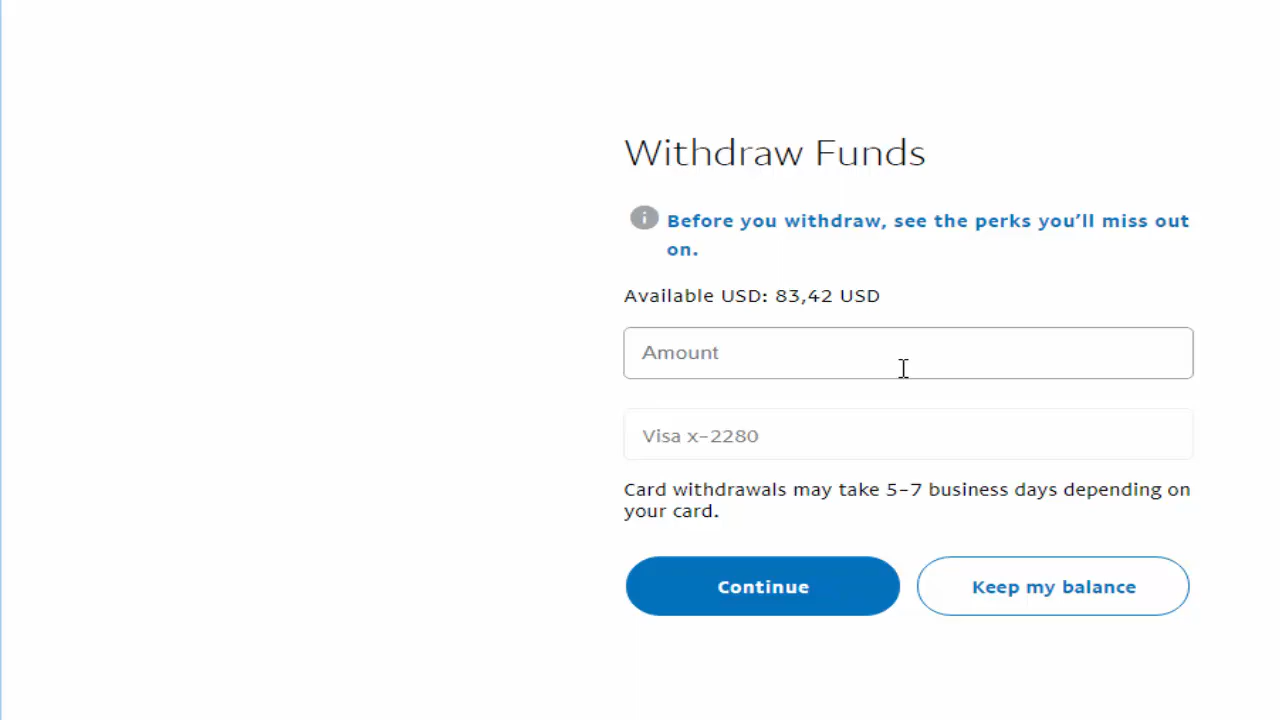 Withdraw Funds
Before you withdraw, see the perks you'll miss out
on.
Available USD: 83,42 USD
Amount
Visa x-2280
Card withdrawals may take 5-7 business days depending on
your card.
Continue
Keep my balance